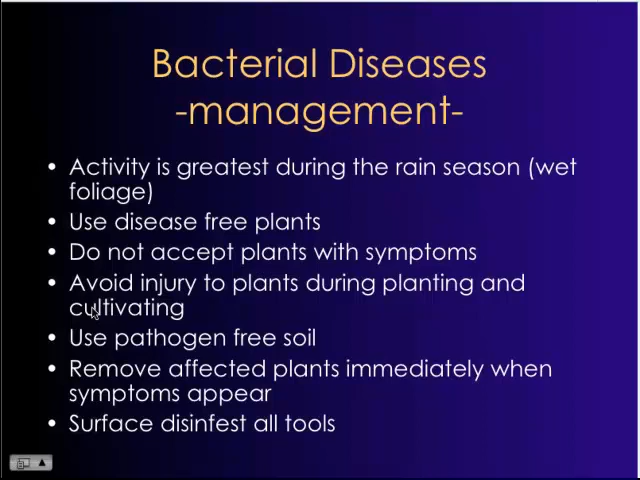 Bacterial Diseases
-management-
• Activity is greatest during the rain season (wet
foliage)
• Use disease free plants
• Do not accept plants with symptoms
• Avoid injury to plants during planting and
cultivating
• Use pathogen free soil
• Remove affected plants immediately when
symptoms appear
• Surface disinfest all tools